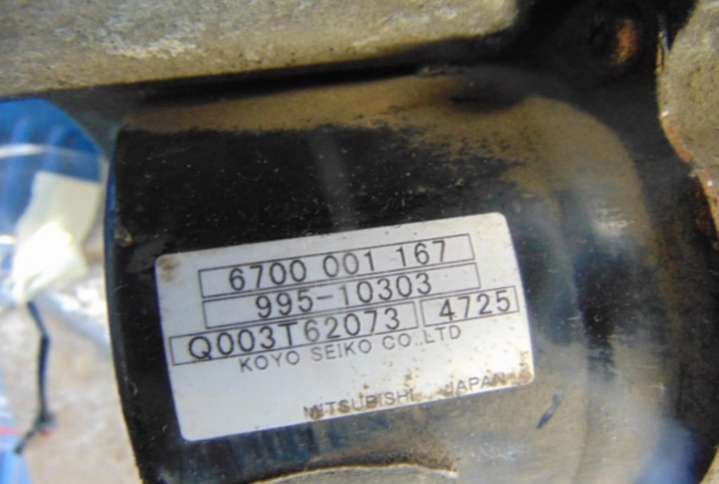 6700 001 167
995-10303
Q003T62073 4725
KOYO SEIKO CO.,LTD
MITSUBISHI JAPAN